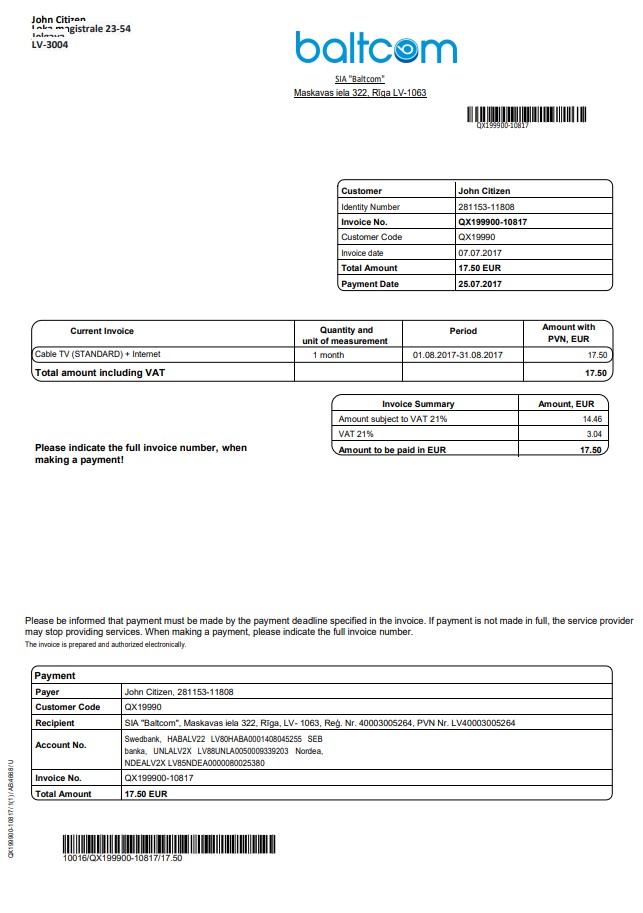 John Citizen
Loka magistrale 23-54
Jelgava
LV-3004
baltcom
SIA "Baltcom"
Maskavas iela 322, Rīga LV-1063
QX199900-10817
Customer John Citizen
Identity Number 281153-11808
Invoice No. QX199900-10817
Customer Code QX19990
Invoice date 07.07.2017
Total Amount 17.50 EUR
Payment Date 25.07.2017
Current Invoice Quantity and unit of measurement Period Amount with PVN, EUR
Cable TV (STANDARD) + Internet 1 month 01.08.2017-31.08.2017 17.50
Total amount including VAT 17.50
Invoice Summary Amount, EUR
Amount subject to VAT 21% 14.46
VAT 21% 3.04
Amount to be paid in EUR 17.50
Please indicate the full invoice number, when
making a payment!
Please be informed that payment must be made by the payment deadline specified in the invoice. If payment is not made in full, the service provider
may stop providing services. When making a payment, please indicate the full invoice number.
The invoice is prepared and authorized electronically.
Payment
Payer John Citizen, 281153-11808
Customer Code QX19990
Recipient SIA "Baltcom", Maskavas iela 322, Rīga, LV- 1063, Reģ. Nr. 40003005264, PVN Nr. LV40003005264
Account No. Swedbank, HABALV22 LV80HABA0001408045255 SEB
banka, UNLALV2X LV88UNLA0050009339203 Nordea,
NDEALV2X LV85NDEA0000080025380
Invoice No. QX199900-10817
Total Amount 17.50 EUR
QX199900-10817/ 1(1) / AB4668/ U
10016/QX199900-10817/17.50